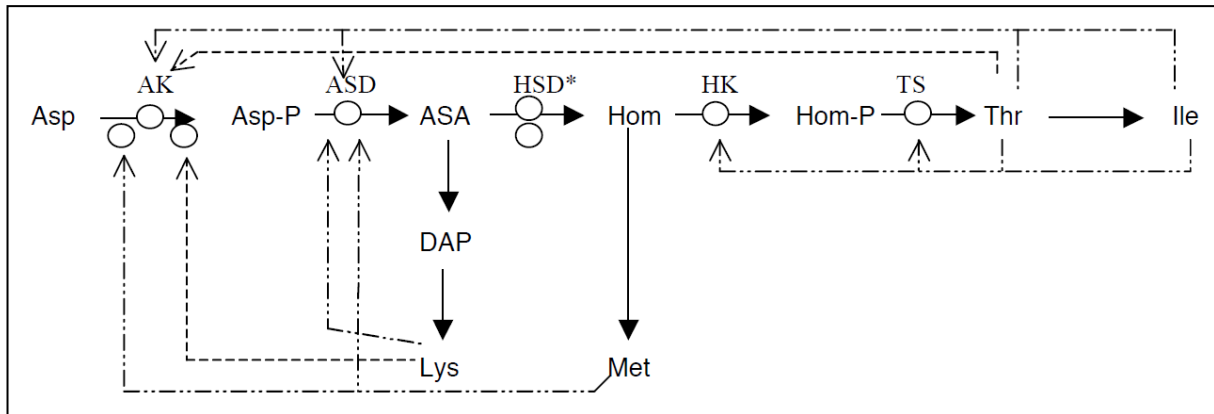 AK ASD HSD* HK TS
Asp Asp-P ASA Hom Hom-P Thr Ile
DAP
Lys Met